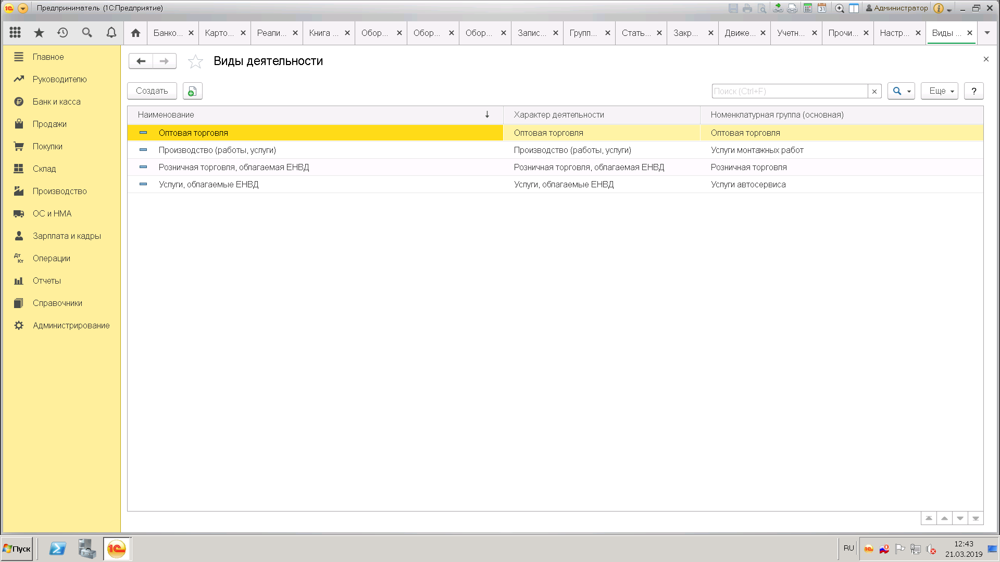 Предприниматель (1С:Предприятие)
31
Администратор
Банко...
Карто...
Реали...
Книга ...
Обор...
Обор...
Обор...
Запис...
Групп...
Стать...
Закр...
Движе...
Учетн...
Прочи...
Настр...
Виды ...
Главное
Руководителю
Банк и касса
Продажи
Покупки
Склад
Производство
ОС и НМА
Зарплата и кадры
Дт Кт
Операции
Отчеты
Справочники
Администрирование
Виды деятельности
Создать
Поиск (Ctrl+F)
Еще
?
Наименование
Характер деятельности
Номенклатурная группа (основная)
Оптовая торговля
Оптовая торговля
Оптовая торговля
Производство (работы, услуги)
Производство (работы, услуги)
Услуги монтажных работ
Розничная торговля, облагаемая ЕНВД
Розничная торговля, облагаемая ЕНВД
Розничная торговля
Услуги, облагаемые ЕНВД
Услуги, облагаемые ЕНВД
Услуги автосервиса
Пуск
1С
RU
12:43
21.03.2019